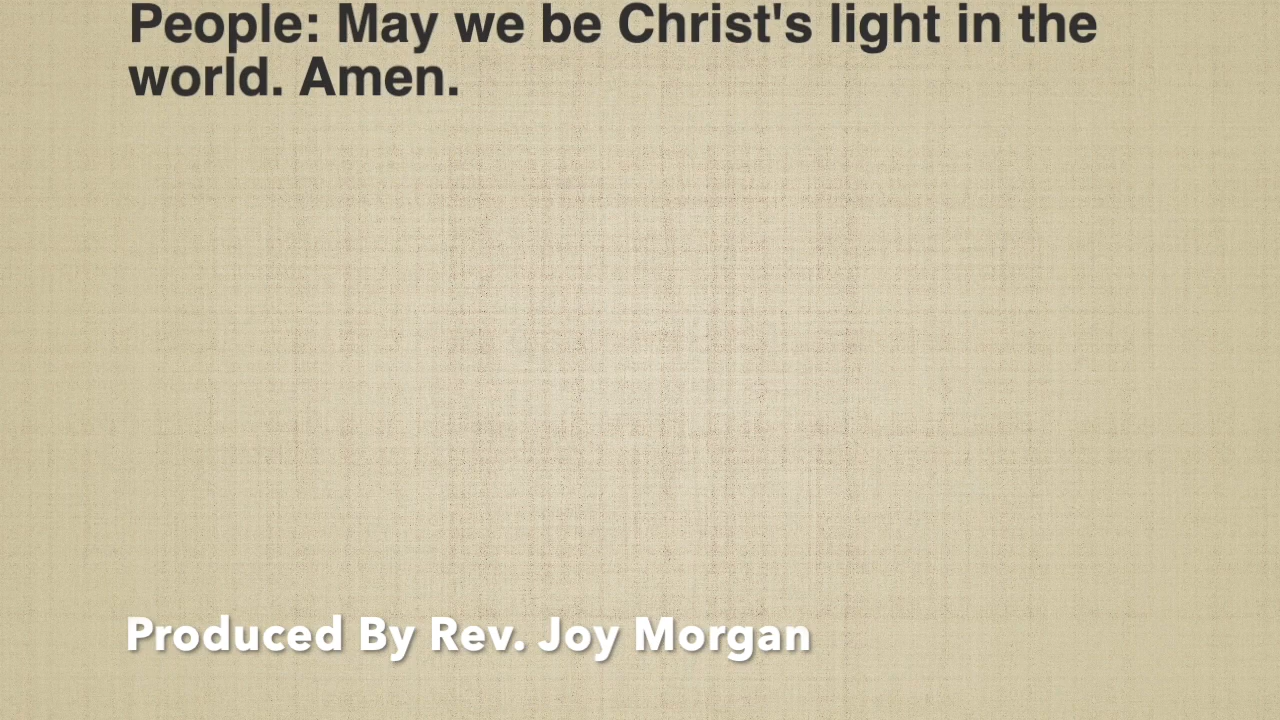 People: May we be Christ's light in the
world. Amen.
Produced By Rev. Joy Morgan